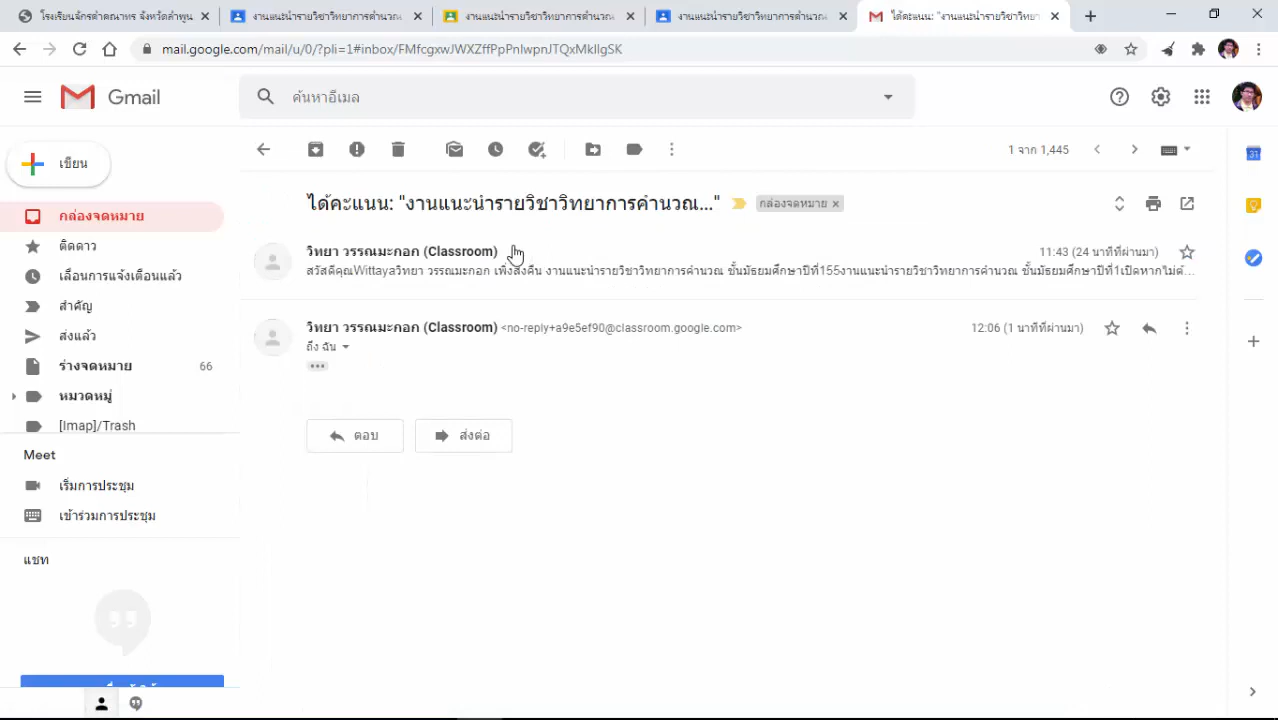 โรงเรียนจักรคำคณาทร จังหวัดลำพูน
งานแนะนำรายวิชาวิทยาการคำนวณ
งานแนะนำรายวิชาวิทยาการคำนวณ
งานแนะนำรายวิชาวิทยาการคำนวณ
ได้คะแนน: "งานแนะนำรายวิชาวิทยา
mail.google.com/mail/u/0/?pli=1#inbox/FMfcgxwJWXZffPpPnlwpnJTQxMkllgSK
Gmail
ค้นหาอีเมล
เขียน
1 จาก 1,445
กล่องจดหมาย
ติดดาว
เลื่อนการแจ้งเตือนแล้ว
สำคัญ
ส่งแล้ว
ร่างจดหมาย 66
หมวดหมู่
[Imap]/Trash
Meet
เริ่มการประชุม
เข้าร่วมการประชุม
แชท
ได้คะแนน: "งานแนะนำรายวิชาวิทยาการคำนวณ..." กล่องจดหมาย x
วิทยา วรรณมะกอก (Classroom) 11:43 (24 นาทีที่ผ่านมา)
สวัสดีคุณWittayaวิทยา วรรณมะกอก เพิ่งส่งคืน งานแนะนำรายวิชาวิทยาการคำนวณ ชั้นมัธยมศึกษาปีที่155งานแนะนำรายวิชาวิทยาการคำนวณ ชั้นมัธยมศึกษาปีที่1เปิดหากไม่ต้...
วิทยา วรรณมะกอก (Classroom) <no-reply+a9e5ef90@classroom.google.com> 12:06 (1 นาทีที่ผ่านมา)
ถึง ฉัน
ตอบ
ส่งต่อ